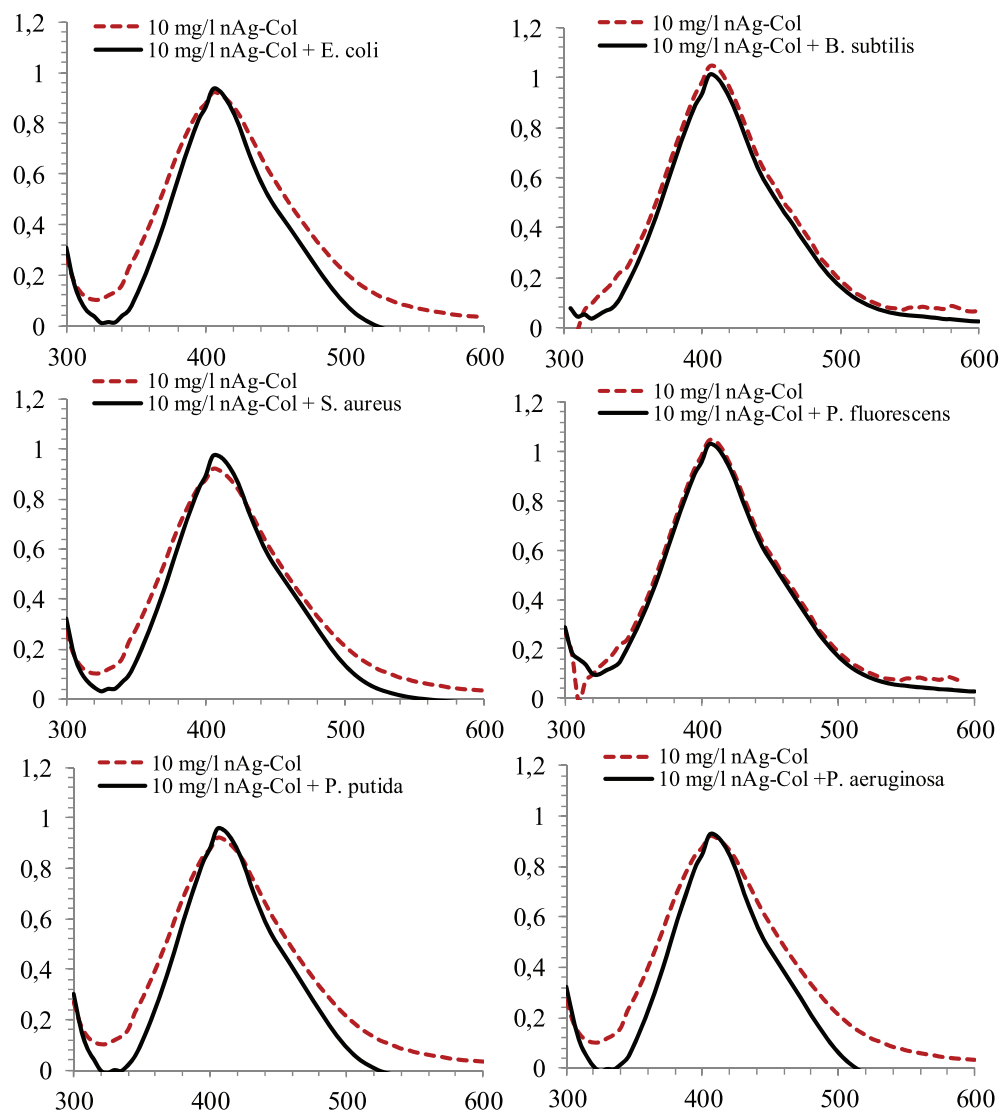 10 mg/l nAg-Col
10 mg/l nAg-Col + E. coli
1,2
1
0,8
0,6
0,4
0,2
0
300 400 500 600
10 mg/l nAg-Col
10 mg/l nAg-Col + B. subtilis
1,2
1
0,8
0,6
0,4
0,2
0
300 400 500 600
10 mg/l nAg-Col
10 mg/l nAg-Col + S. aureus
1,2
1
0,8
0,6
0,4
0,2
0
300 400 500 600
10 mg/l nAg-Col
10 mg/l nAg-Col + P. fluorescens
1,2
1
0,8
0,6
0,4
0,2
0
300 400 500 600
10 mg/l nAg-Col
10 mg/l nAg-Col + P. putida
1,2
1
0,8
0,6
0,4
0,2
0
300 400 500 600
10 mg/l nAg-Col
10 mg/l nAg-Col +P. aeruginosa
1,2
1
0,8
0,6
0,4
0,2
0
300 400 500 600